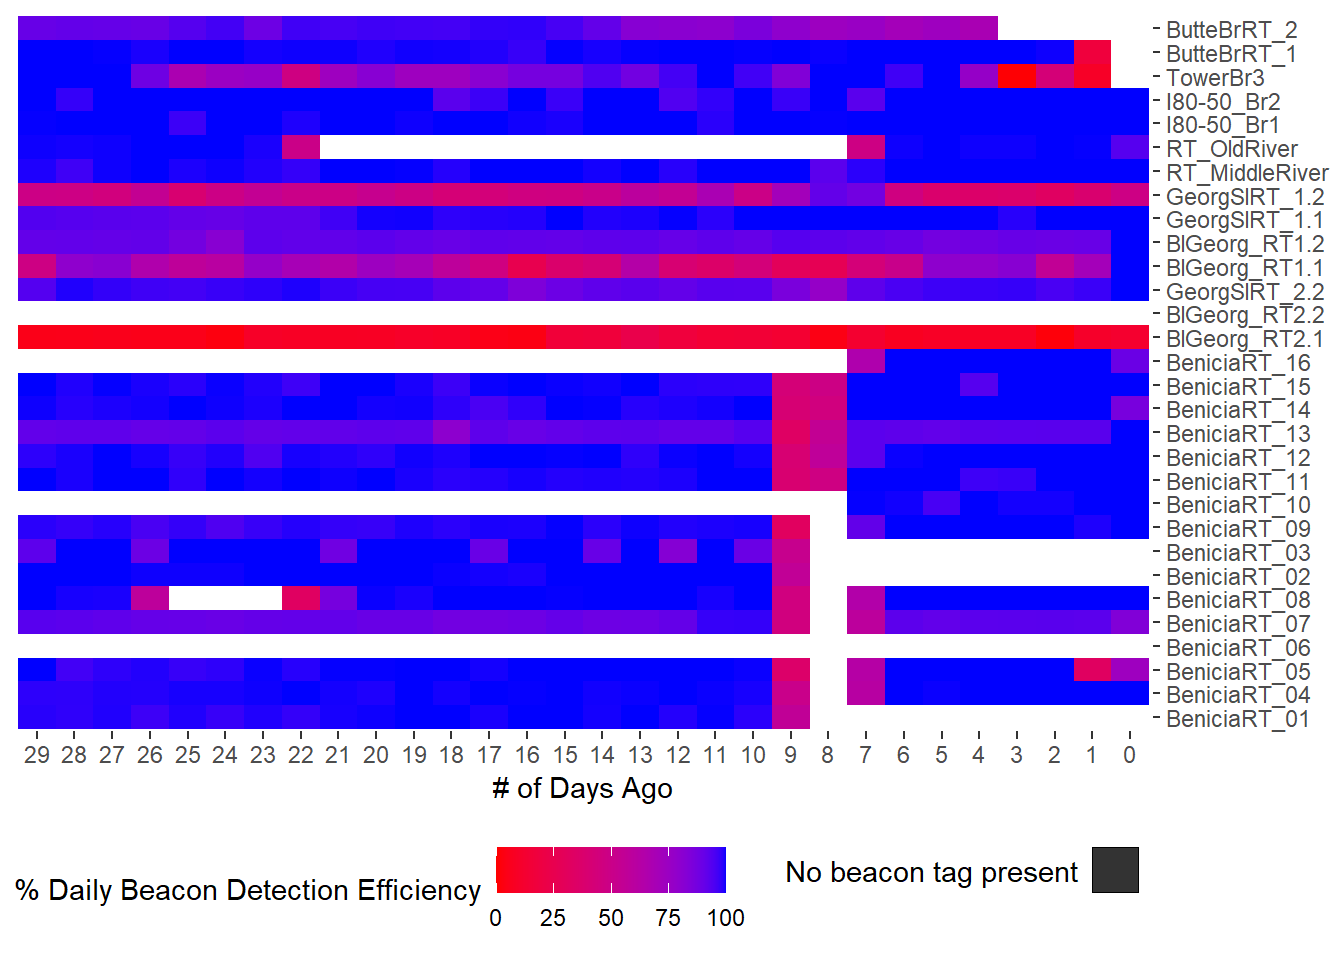 ButteBrRT_2
ButteBrRT_1
TowerBr3
I80-50_Br2
I80-50_Br1
RT_OldRiver
RT_MiddleRiver
GeorgSlRT_1.2
GeorgSlRT_1.1
BlGeorg_RT1.2
BlGeorg_RT1.1
GeorgSlRT_2.2
BlGeorg_RT2.2
BlGeorg_RT2.1
BeniciaRT_16
BeniciaRT_15
BeniciaRT_14
BeniciaRT_13
BeniciaRT_12
BeniciaRT_11
BeniciaRT_10
BeniciaRT_09
BeniciaRT_03
BeniciaRT_02
BeniciaRT_08
BeniciaRT_07
BeniciaRT_06
BeniciaRT_05
BeniciaRT_04
BeniciaRT_01
29 28 27 26 25 24 23 22 21 20 19 18 17 16 15 14 13 12 11 10 9 8 7 6 5 4 3 2 1 0
# of Days Ago
% Daily Beacon Detection Efficiency
0 25 50 75 100
No beacon tag present